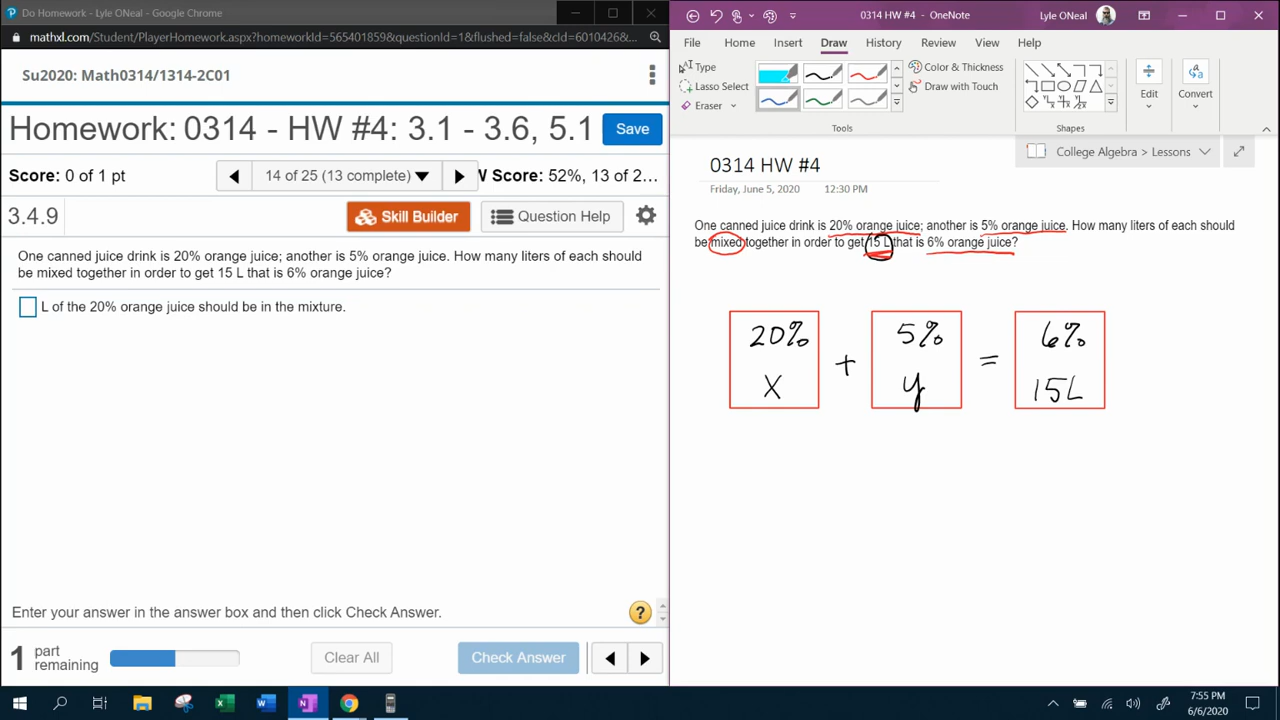 Do Homework - Lyle ONeal - Google Chrome
mathxl.com/Student/PlayerHomework.aspx?homeworkId=565401859&questionId=1&flushed=false&cId=6010426&...
Su2020: Math0314/1314-2C01
Homework: 0314 - HW #4: 3.1 - 3.6, 5.1
Save
Score: 0 of 1 pt
14 of 25 (13 complete)
W Score: 52%, 13 of 2...
3.4.9
Skill Builder
Question Help
One canned juice drink is 20% orange juice; another is 5% orange juice. How many liters of each should
be mixed together in order to get 15 L that is 6% orange juice?
L of the 20% orange juice should be in the mixture.
Enter your answer in the answer box and then click Check Answer.
?
1 part remaining
Clear All
Check Answer
0314 HW #4 - OneNote
Lyle ONeal
File Home Insert Draw History Review View Help
Type
Lasso Select
Eraser
Color & Thickness
Draw with Touch
Edit
Convert
Tools
Shapes
0314 HW #4
College Algebra > Lessons
Friday, June 5, 2020 12:30 PM
One canned juice drink is 20% orange juice; another is 5% orange juice. How many liters of each should
be mixed together in order to get 15 L that is 6% orange juice?
20% 5% 6%
+ =
X y 15L
7:55 PM
6/6/2020